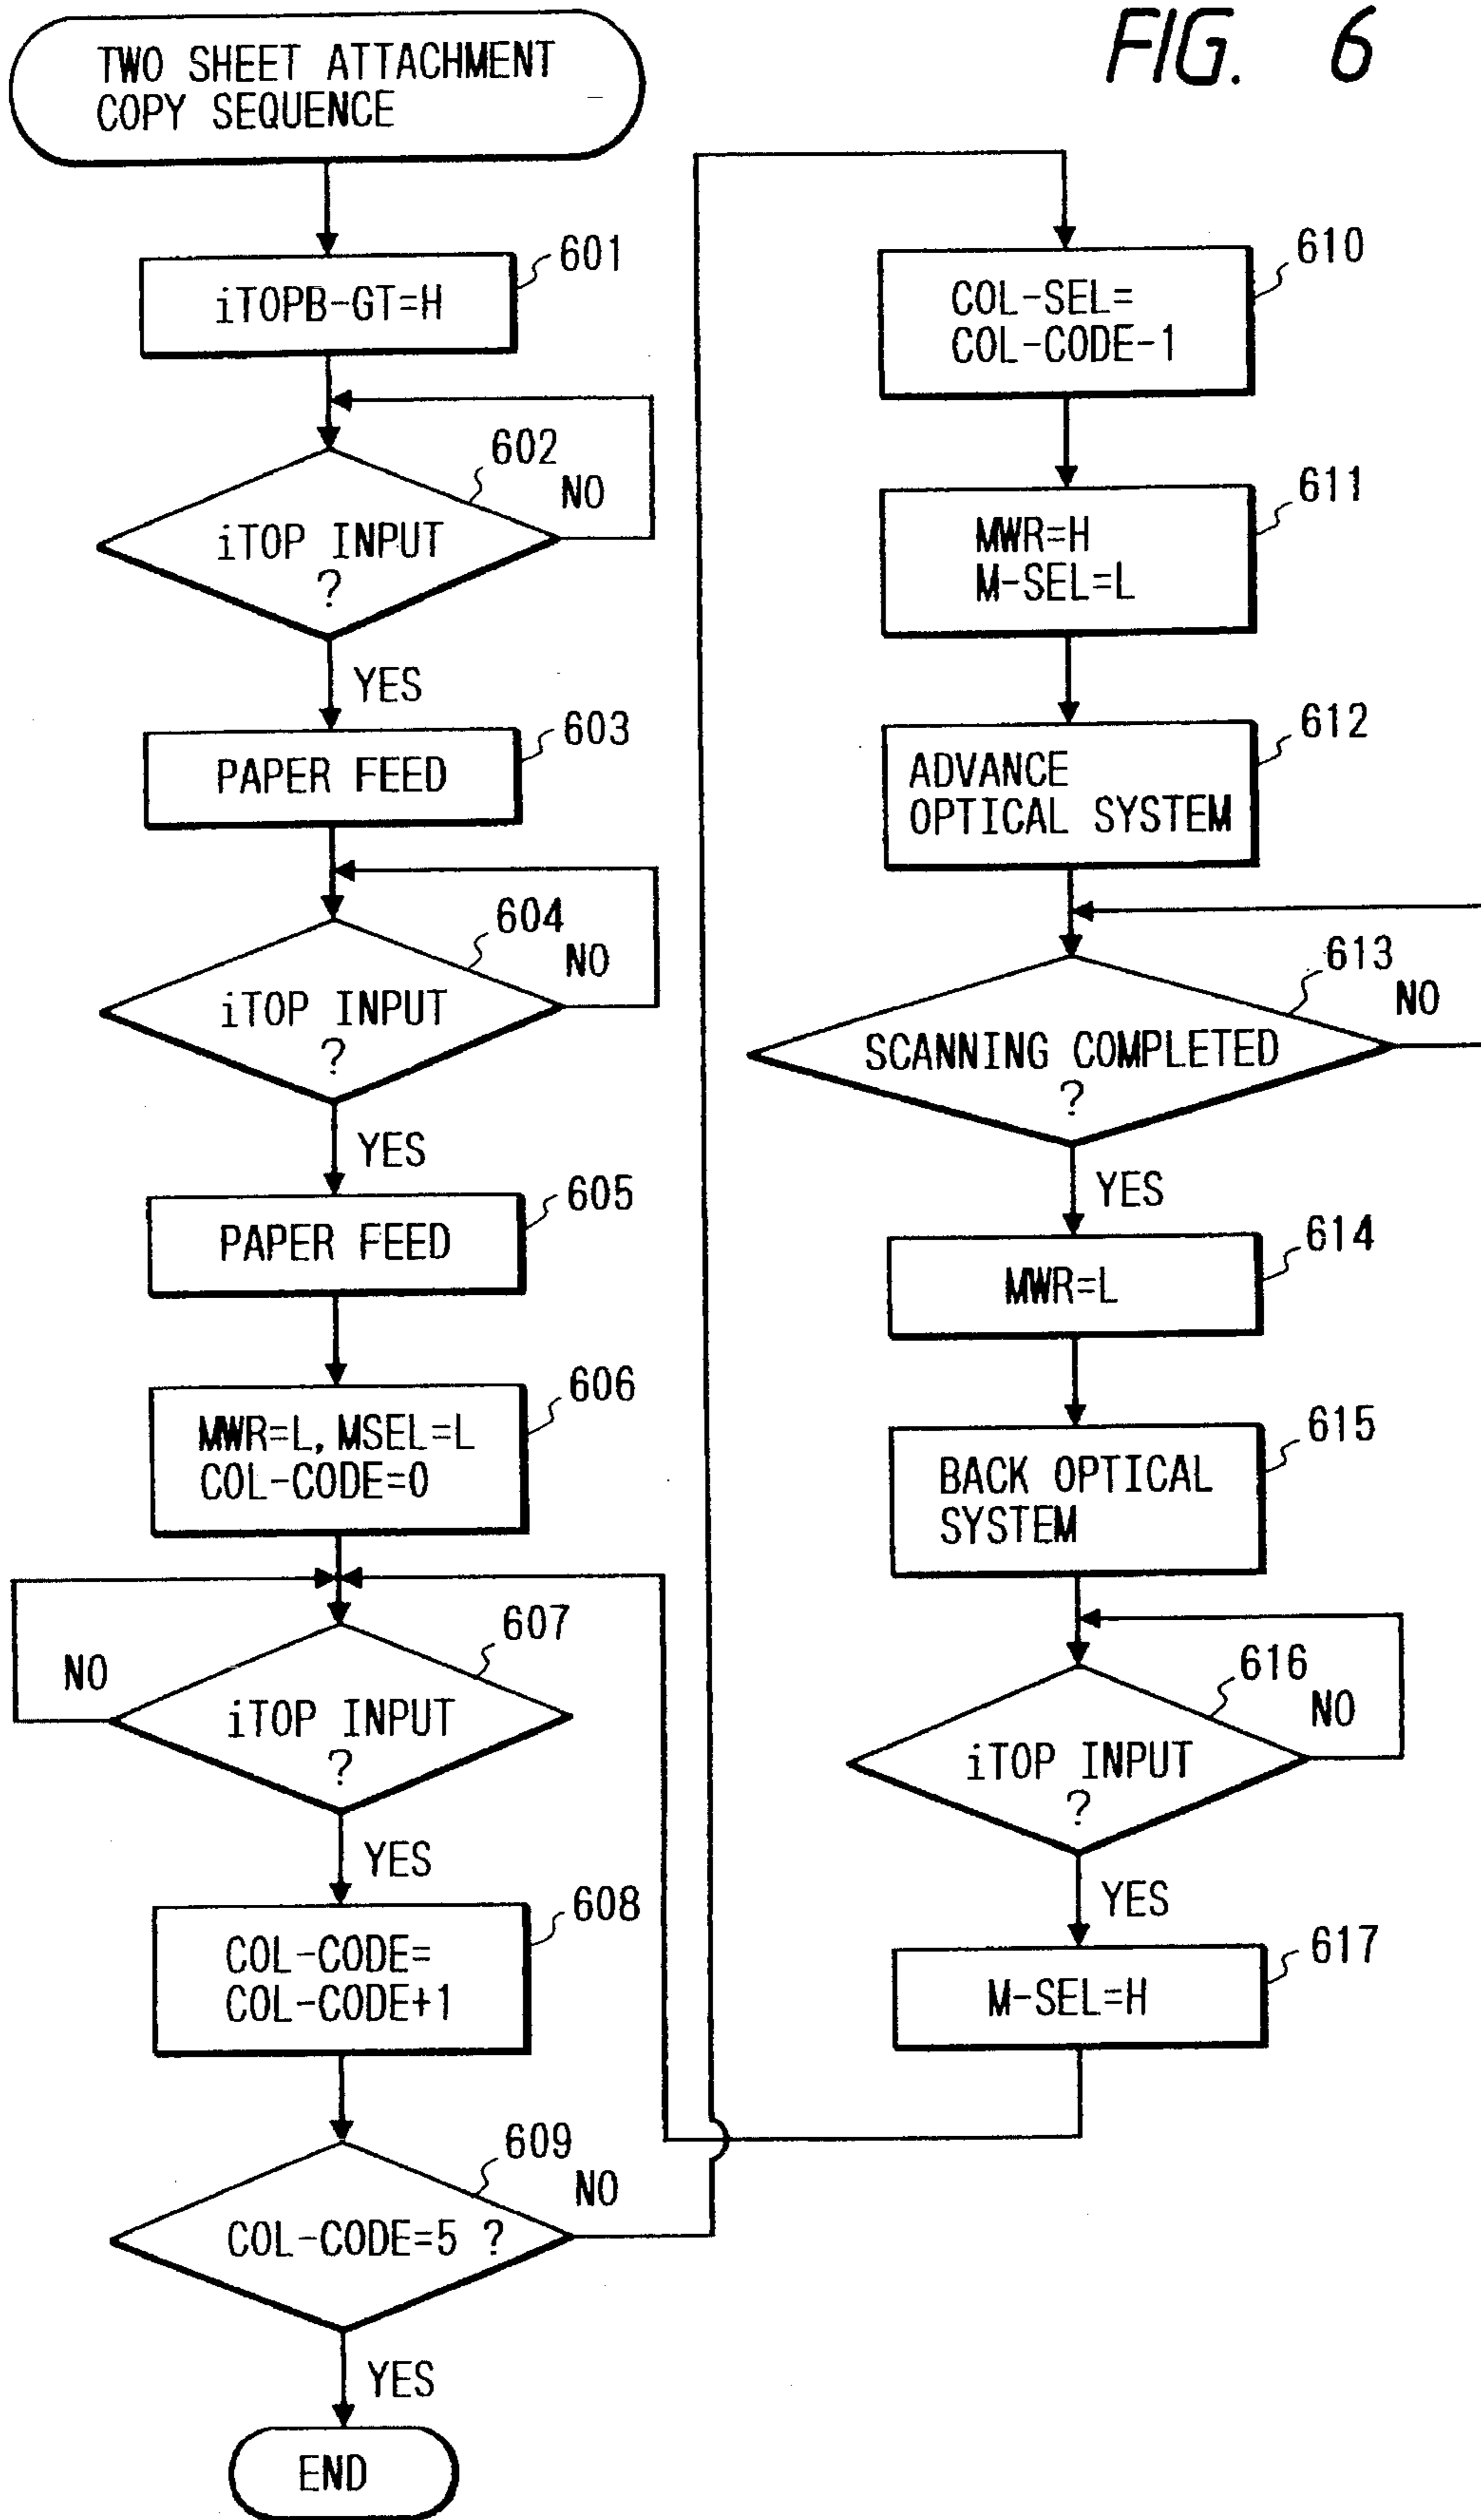 FIG. 6
TWO SHEET ATTACHMENT
COPY SEQUENCE
601
iTOPB-GT=H
602
NO
iTOP INPUT
?
YES
603
PAPER FEED
604
NO
iTOP INPUT
?
YES
605
PAPER FEED
606
MWR=L, MSEL=L
COL-CODE=0
607
NO
iTOP INPUT
?
YES
608
COL-CODE=
COL-CODE+1
609
NO
COL-CODE=5 ?
YES
END
610
COL-SEL=
COL-CODE-1
611
MWR=H
M-SEL=L
612
ADVANCE
OPTICAL SYSTEM
613
NO
SCANNING COMPLETED
?
YES
614
MWR=L
615
BACK OPTICAL
SYSTEM
616
NO
iTOP INPUT
?
YES
617
M-SEL=H